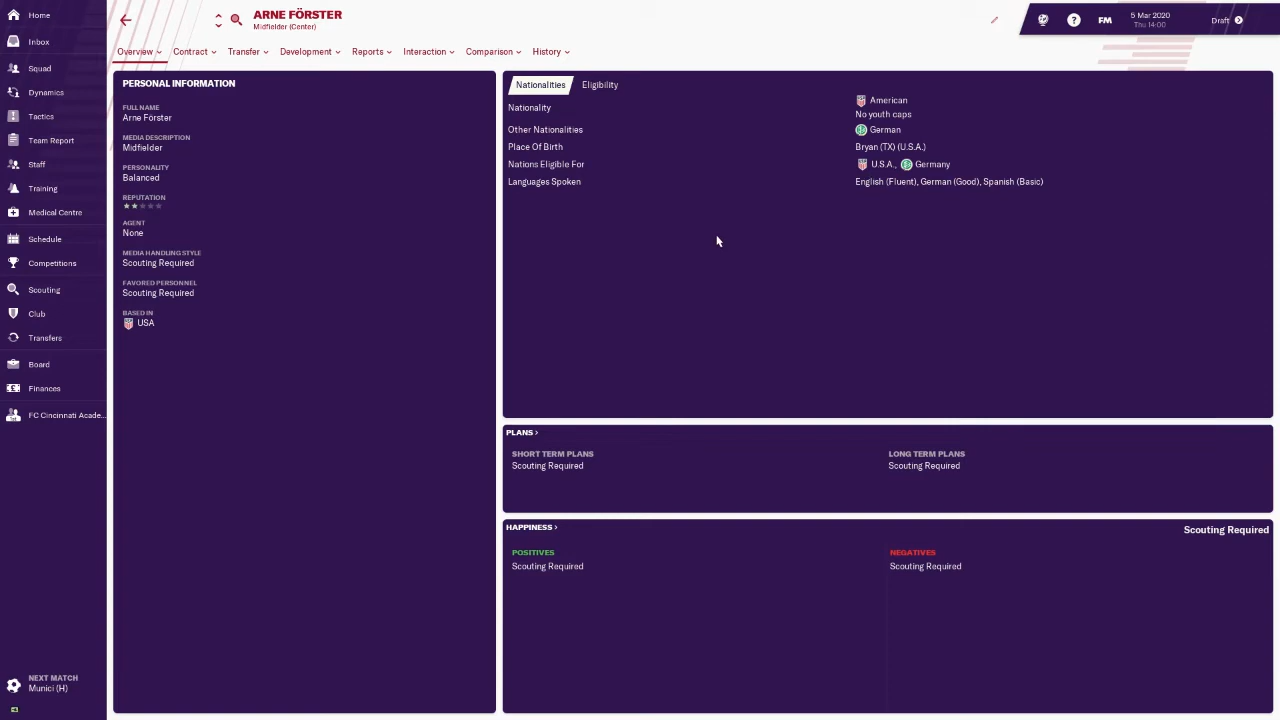 Home
Inbox
Squad
Dynamics
Tactics
Team Report
Staff
Training
Medical Centre
Schedule
Competitions
Scouting
Club
Transfers
Board
Finances
FC Cincinnati Acade...
NEXT MATCH
Munici (H)
ARNE FÖRSTER
Midfielder (Center)
? FM 5 Mar 2020
Thu 14:00
Draft
Overview Contract Transfer Development Reports Interaction Comparison History
PERSONAL INFORMATION
FULL NAME
Arne Förster
MEDIA DESCRIPTION
Midfielder
PERSONALITY
Balanced
REPUTATION
AGENT
None
MEDIA HANDLING STYLE
Scouting Required
FAVORED PERSONNEL
Scouting Required
BASED IN
USA
Nationalities Eligibility
Nationality American
No youth caps
Other Nationalities German
Place Of Birth Bryan (TX) (U.S.A.)
Nations Eligible For U.S.A., Germany
Languages Spoken English (Fluent), German (Good), Spanish (Basic)
PLANS >
SHORT TERM PLANS
Scouting Required
LONG TERM PLANS
Scouting Required
HAPPINESS >
Scouting Required
POSITIVES
Scouting Required
NEGATIVES
Scouting Required